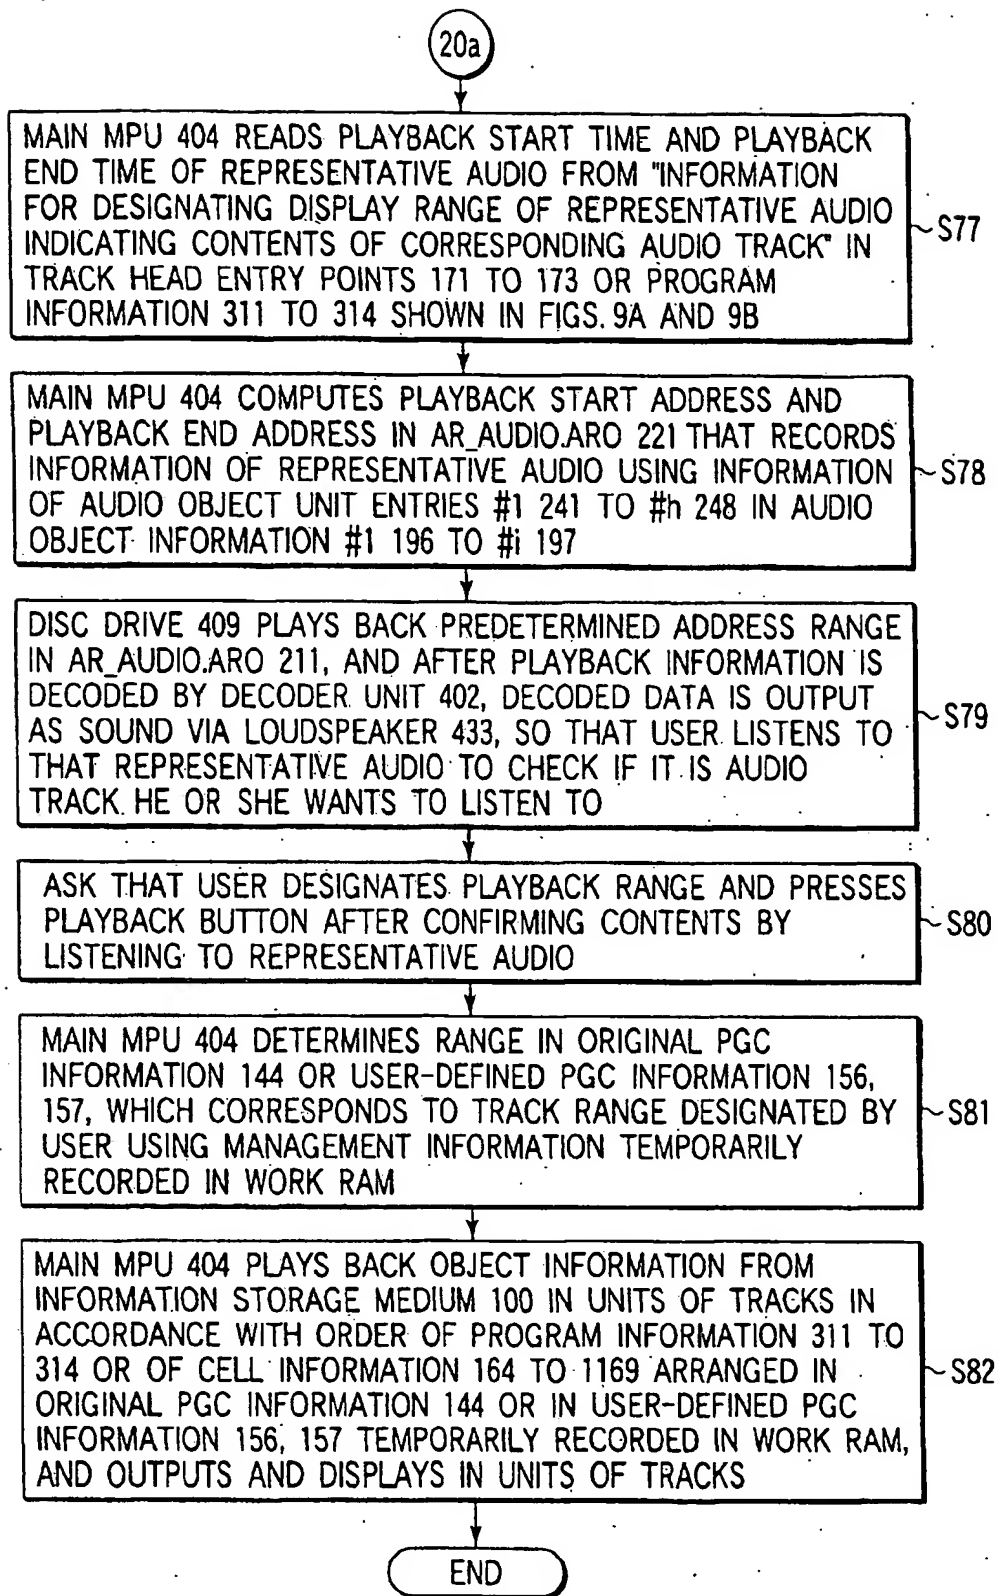 20a
MAIN MPU 404 READS PLAYBACK START TIME AND PLAYBACK
END TIME OF REPRESENTATIVE AUDIO FROM "INFORMATION
FOR DESIGNATING DISPLAY RANGE OF REPRESENTATIVE AUDIO
INDICATING CONTENTS OF CORRESPONDING AUDIO TRACK" IN
TRACK HEAD ENTRY POINTS 171 TO 173 OR PROGRAM
INFORMATION 311 TO 314 SHOWN IN FIGS. 9A AND 9B
S77
MAIN MPU 404 COMPUTES PLAYBACK START ADDRESS AND
PLAYBACK END ADDRESS IN AR_AUDIO.ARO 221 THAT RECORDS
INFORMATION OF REPRESENTATIVE AUDIO USING INFORMATION
OF AUDIO OBJECT UNIT ENTRIES #1 241 TO #h 248 IN AUDIO
OBJECT INFORMATION #1 196 TO #i 197
S78
DISC DRIVE 409 PLAYS BACK PREDETERMINED ADDRESS RANGE
IN AR_AUDIO.ARO 211, AND AFTER PLAYBACK INFORMATION IS
DECODED BY DECODER UNIT 402, DECODED DATA IS OUTPUT
AS SOUND VIA LOUDSPEAKER 433, SO THAT USER LISTENS TO
THAT REPRESENTATIVE AUDIO TO CHECK IF IT IS AUDIO
TRACK HE OR SHE WANTS TO LISTEN TO
S79
ASK THAT USER DESIGNATES PLAYBACK RANGE AND PRESSES
PLAYBACK BUTTON AFTER CONFIRMING CONTENTS BY
LISTENING TO REPRESENTATIVE AUDIO
S80
MAIN MPU 404 DETERMINES RANGE IN ORIGINAL PGC
INFORMATION 144 OR USER-DEFINED PGC INFORMATION 156,
157, WHICH CORRESPONDS TO TRACK RANGE DESIGNATED BY
USER USING MANAGEMENT INFORMATION TEMPORARILY
RECORDED IN WORK RAM
S81
MAIN MPU 404 PLAYS BACK OBJECT INFORMATION FROM
INFORMATION STORAGE MEDIUM 100 IN UNITS OF TRACKS IN
ACCORDANCE WITH ORDER OF PROGRAM INFORMATION 311 TO
314 OR OF CELL INFORMATION 164 TO 1169 ARRANGED IN
ORIGINAL PGC INFORMATION 144 OR IN USER-DEFINED PGC
INFORMATION 156, 157 TEMPORARILY RECORDED IN WORK RAM,
AND OUTPUTS AND DISPLAYS IN UNITS OF TRACKS
S82
END